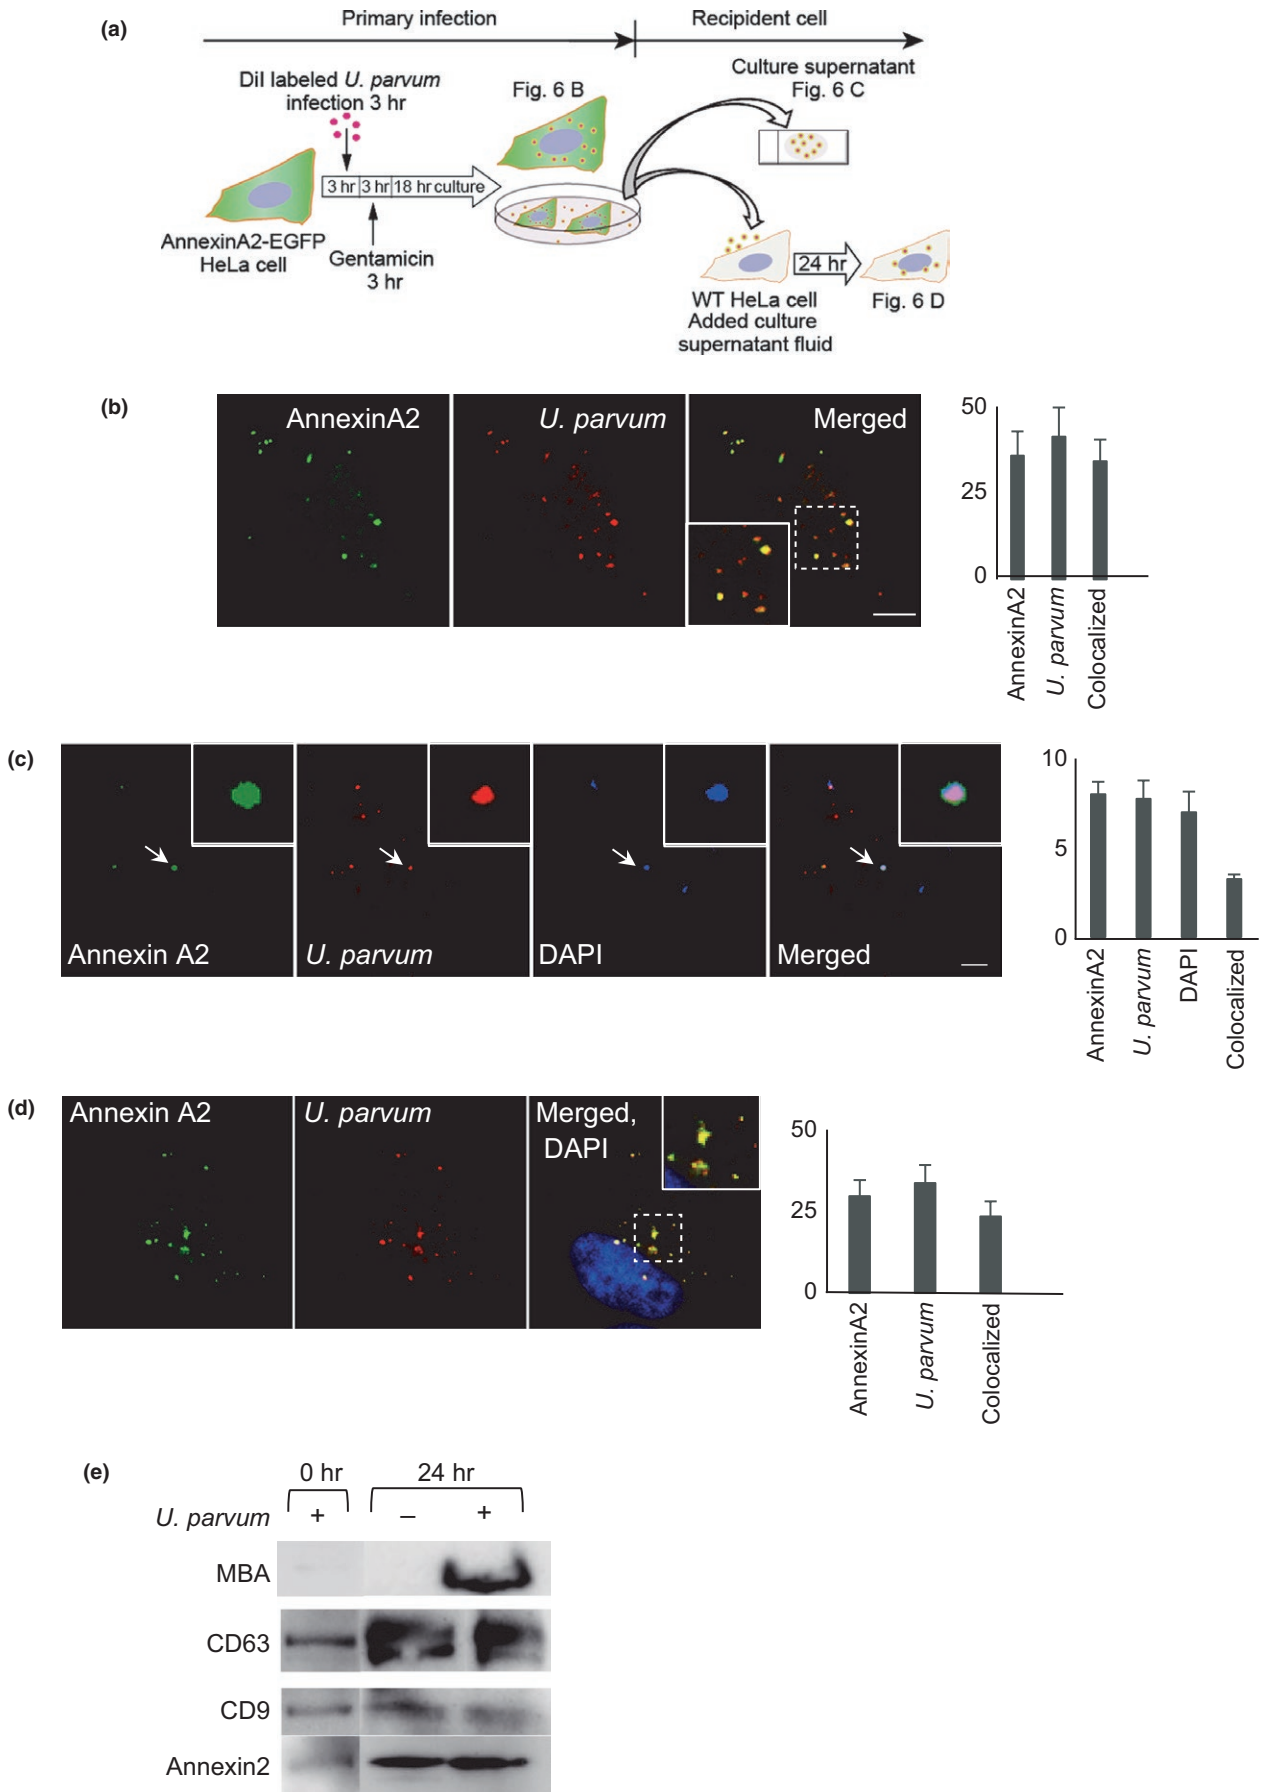 (a)
Primary infection
Recipident cell
DiI labeled U. parvum
infection 3 hr
Fig. 6 B
Culture supernatant
Fig. 6 C
3 hr 3 hr 18 hr culture
AnnexinA2-EGFP
HeLa cell
Gentamicin
3 hr
24 hr
WT HeLa cell
Added culture
supernatant fluid
Fig. 6 D
(b)
AnnexinA2
U. parvum
Merged
50
25
0
AnnexinA2
U. parvum
Colocalized
(c)
Annexin A2
U. parvum
DAPI
Merged
10
5
0
AnnexinA2
U. parvum
DAPI
Colocalized
(d)
Annexin A2
U. parvum
Merged,
DAPI
50
25
0
AnnexinA2
U. parvum
Colocalized
(e)
0 hr
24 hr
U. parvum + – +
MBA
CD63
CD9
Annexin2